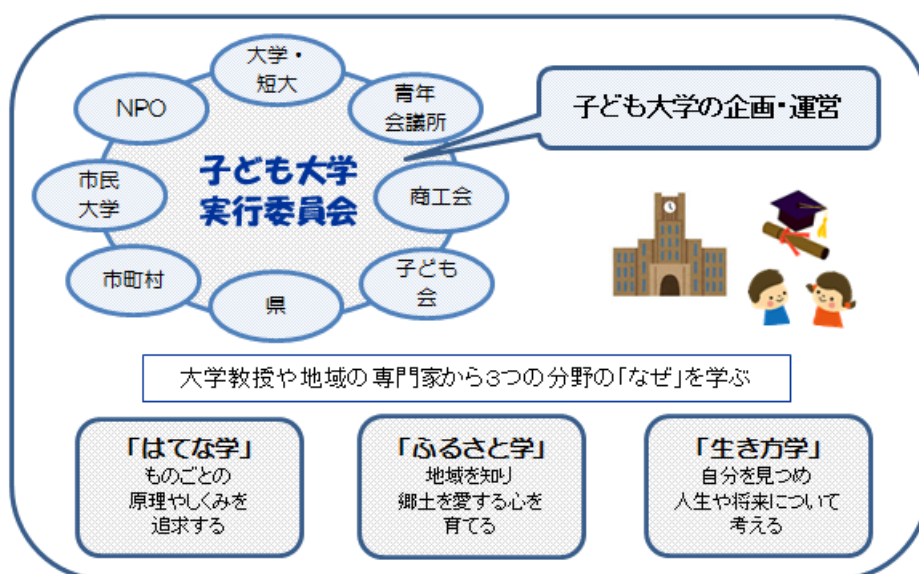 大学・
短大
NPO
青年
会議所
子ども大学の企画・運営
子ども大学
実行委員会
市民
大学
商工会
市町村
子ども
会
県
大学教授や地域の専門家から3つの分野の「なぜ」を学ぶ
「はてな学」
ものごとの
原理やしくみを
追求する
「ふるさと学」
地域を知り
郷土を愛する心を
育てる
「生き方学」
自分を見つめ
人生や将来について
考える